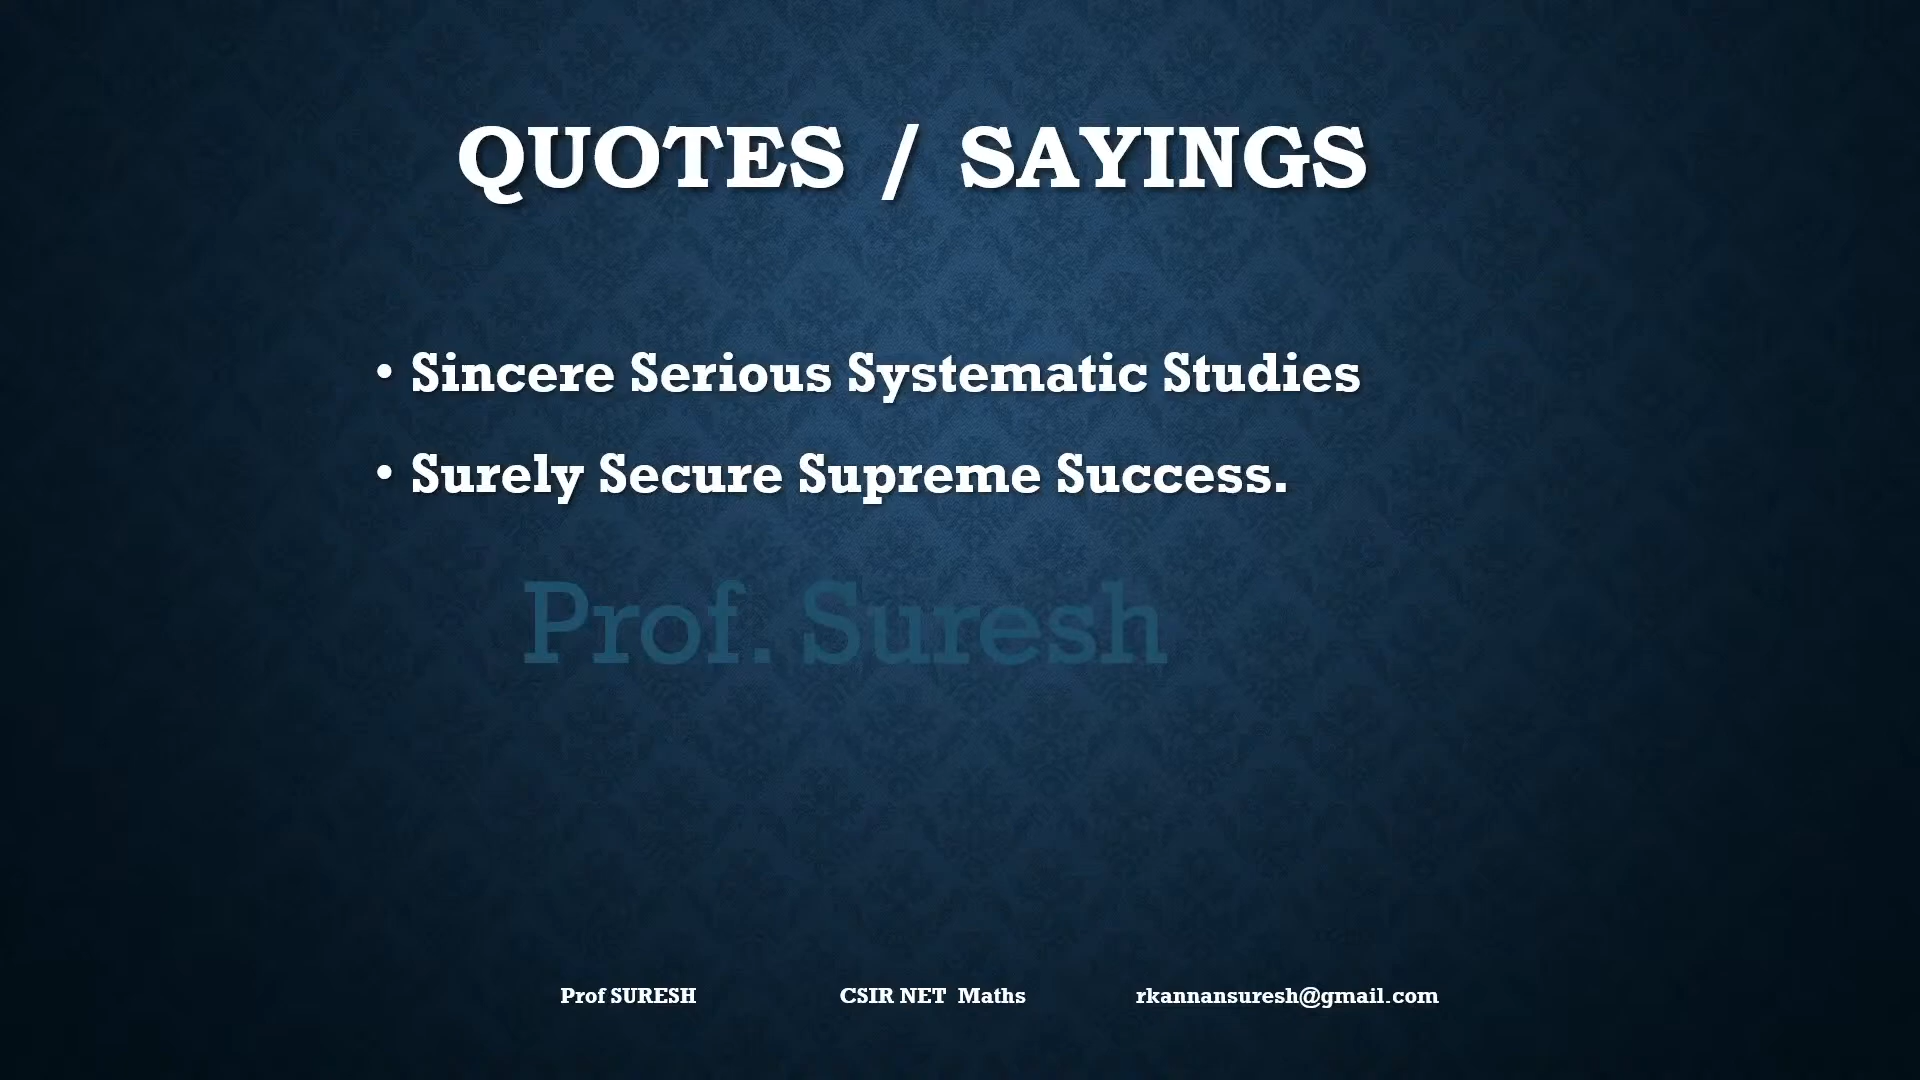 QUOTES / SAYINGS
• Sincere Serious Systematic Studies
• Surely Secure Supreme Success.
Prof. Suresh
Prof SURESH CSIR NET Maths rkannansuresh@gmail.com